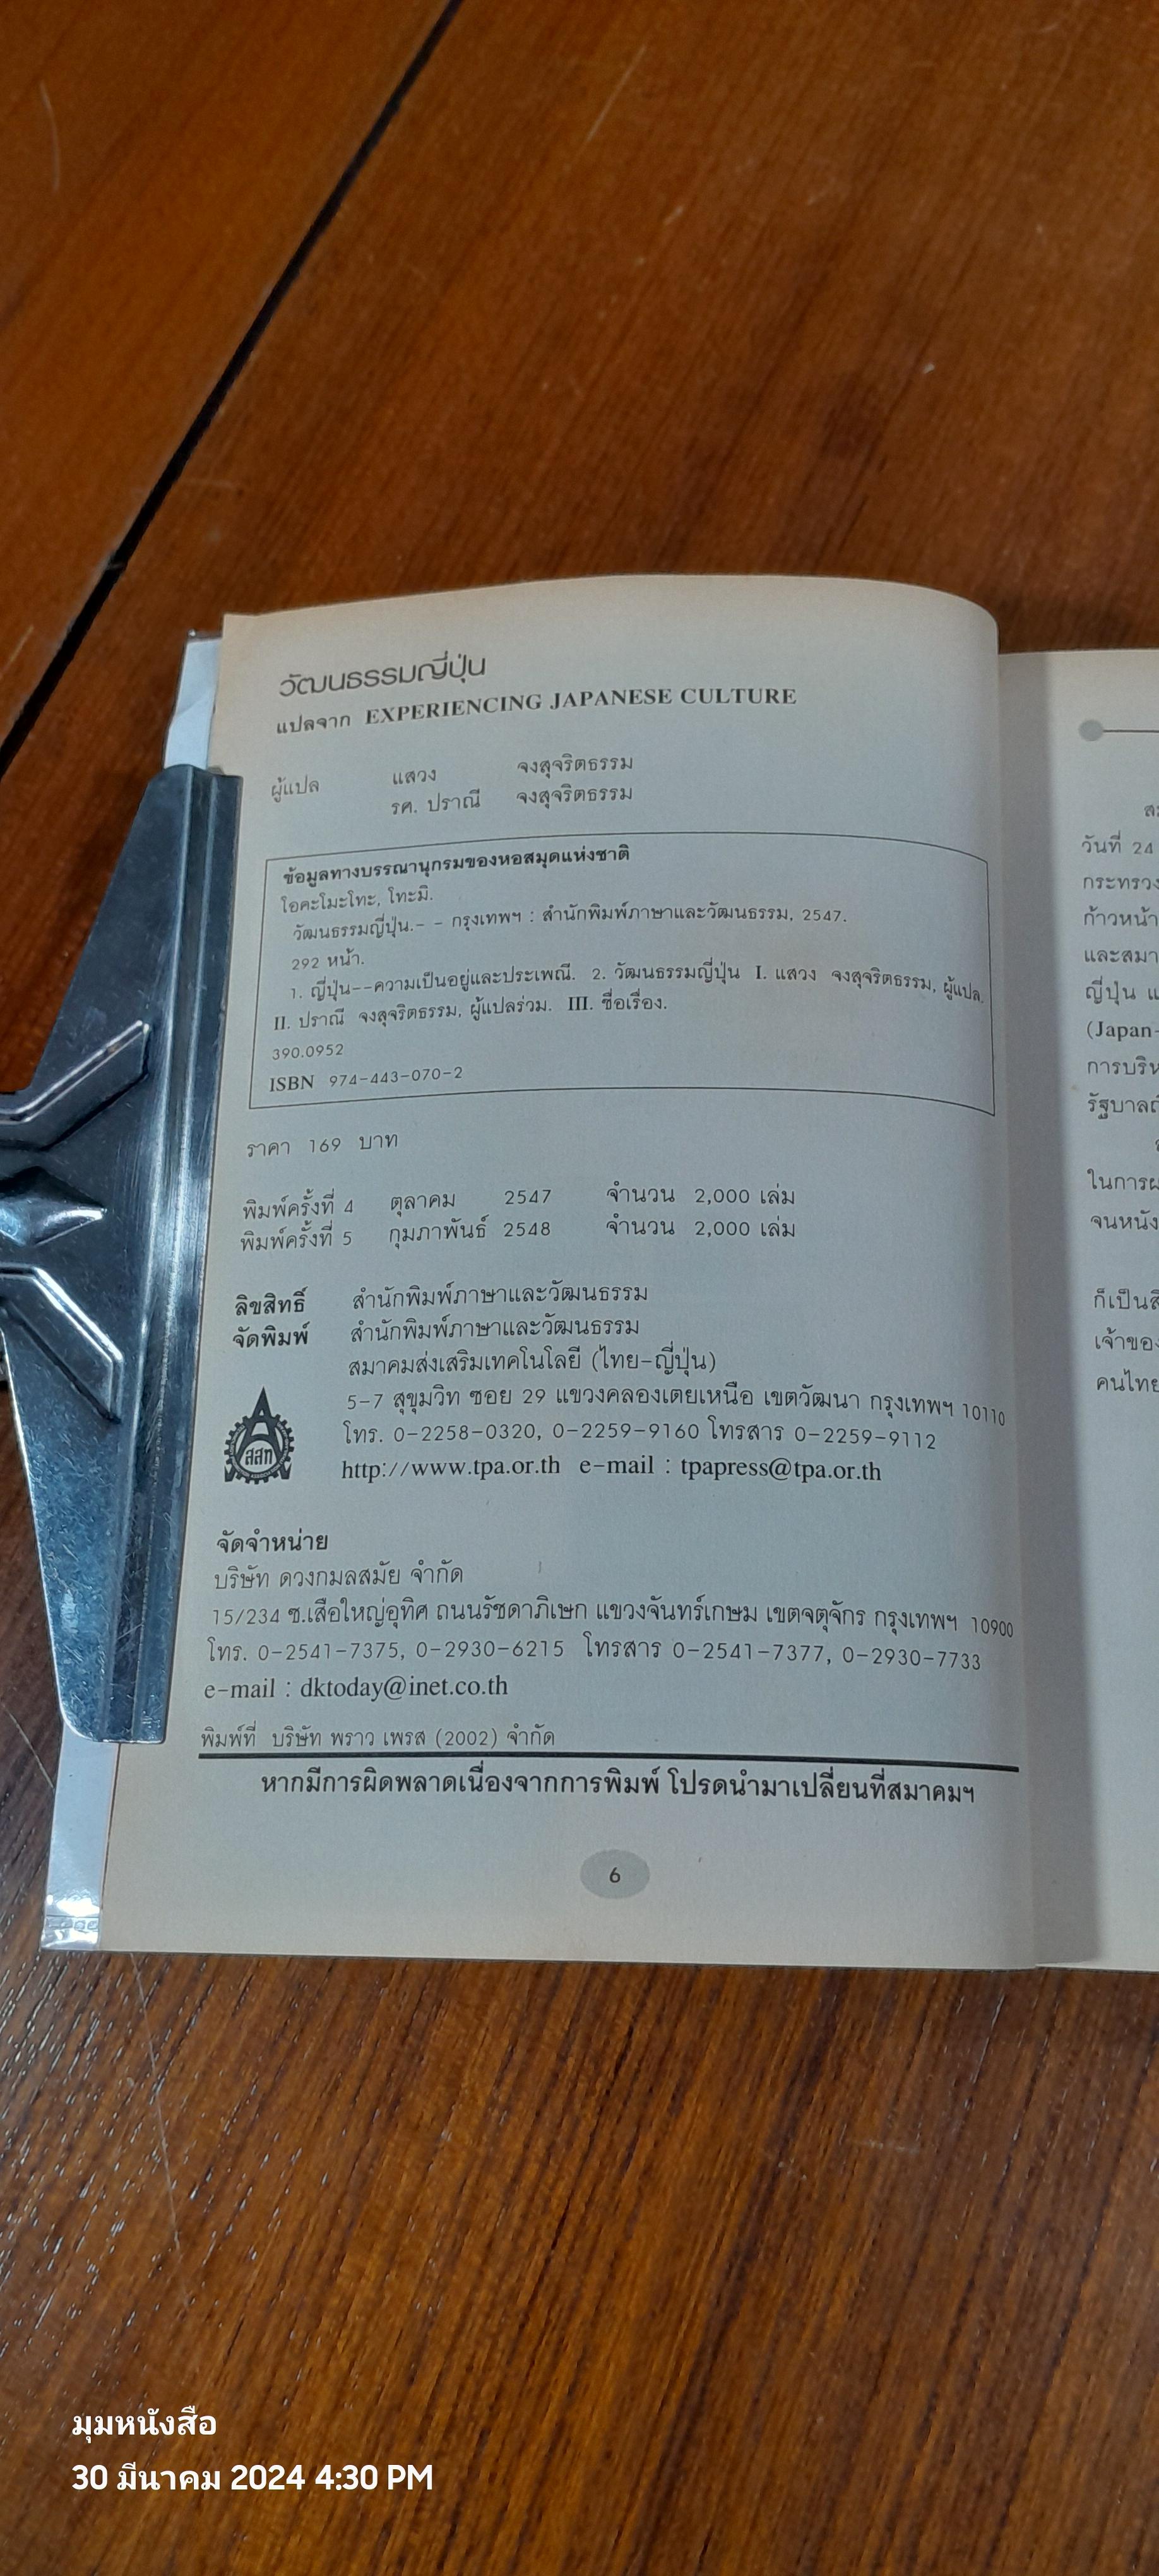 วัฒนธรรมญี่ปุ่น
แปลจาก EXPERIENCING JAPANESE CULTURE
ผู้แปล แสวง จงสุจริตธรรม
รศ. ปราณี จงสุจริตธรรม
ข้อมูลทางบรรณานุกรมของหอสมุดแห่งชาติ
โอคะโมะโทะ, โทะมิ.
วัฒนธรรมญี่ปุ่น.- - กรุงเทพฯ : สำนักพิมพ์ภาษาและวัฒนธรรม, 2547.
292 หน้า.
1. ญี่ปุ่น--ความเป็นอยู่และประเพณี. 2. วัฒนธรรมญี่ปุ่น I. แสวง จงสุจริตธรรม, ผู้แปล.
II. ปราณี จงสุจริตธรรม, ผู้แปลร่วม. III. ชื่อเรื่อง.
390.0952
ISBN 974-443-070-2
ราคา 169 บาท
พิมพ์ครั้งที่ 4 ตุลาคม 2547 จำนวน 2,000 เล่ม
พิมพ์ครั้งที่ 5 กุมภาพันธ์ 2548 จำนวน 2,000 เล่ม
ลิขสิทธิ์ สำนักพิมพ์ภาษาและวัฒนธรรม
จัดพิมพ์ สำนักพิมพ์ภาษาและวัฒนธรรม
สมาคมส่งเสริมเทคโนโลยี (ไทย-ญี่ปุ่น)
5-7 สุขุมวิท ซอย 29 แขวงคลองเตยเหนือ เขตวัฒนา กรุงเทพฯ 10110
โทร. 0-2258-0320, 0-2259-9160 โทรสาร 0-2259-9112
http://www.tpa.or.th e-mail : tpapress@tpa.or.th
สสท
จัดจำหน่าย
บริษัท ดวงกมลสมัย จำกัด
15/234 ซ.เสือใหญ่อุทิศ ถนนรัชดาภิเษก แขวงจันทร์เกษม เขตจตุจักร กรุงเทพฯ 10900
โทร. 0-2541-7375, 0-2930-6215 โทรสาร 0-2541-7377, 0-2930-7733
e-mail : dktoday@inet.co.th
พิมพ์ที่ บริษัท พราว เพรส (2002) จำกัด
หากมีการผิดพลาดเนื่องจากการพิมพ์ โปรดนำมาเปลี่ยนที่สมาคมฯ
6
วันที่ 24
กระทรวง
ก้าวหน้า
และสมา
ญี่ปุ่น แ
(Japan-
การบริห
รัฐบาล
ในการผ
จนหนัง
ก็เป็นสิ
เจ้าของ
คนไทย
มุมหนังสือ
30 มีนาคม 2024 4:30 PM